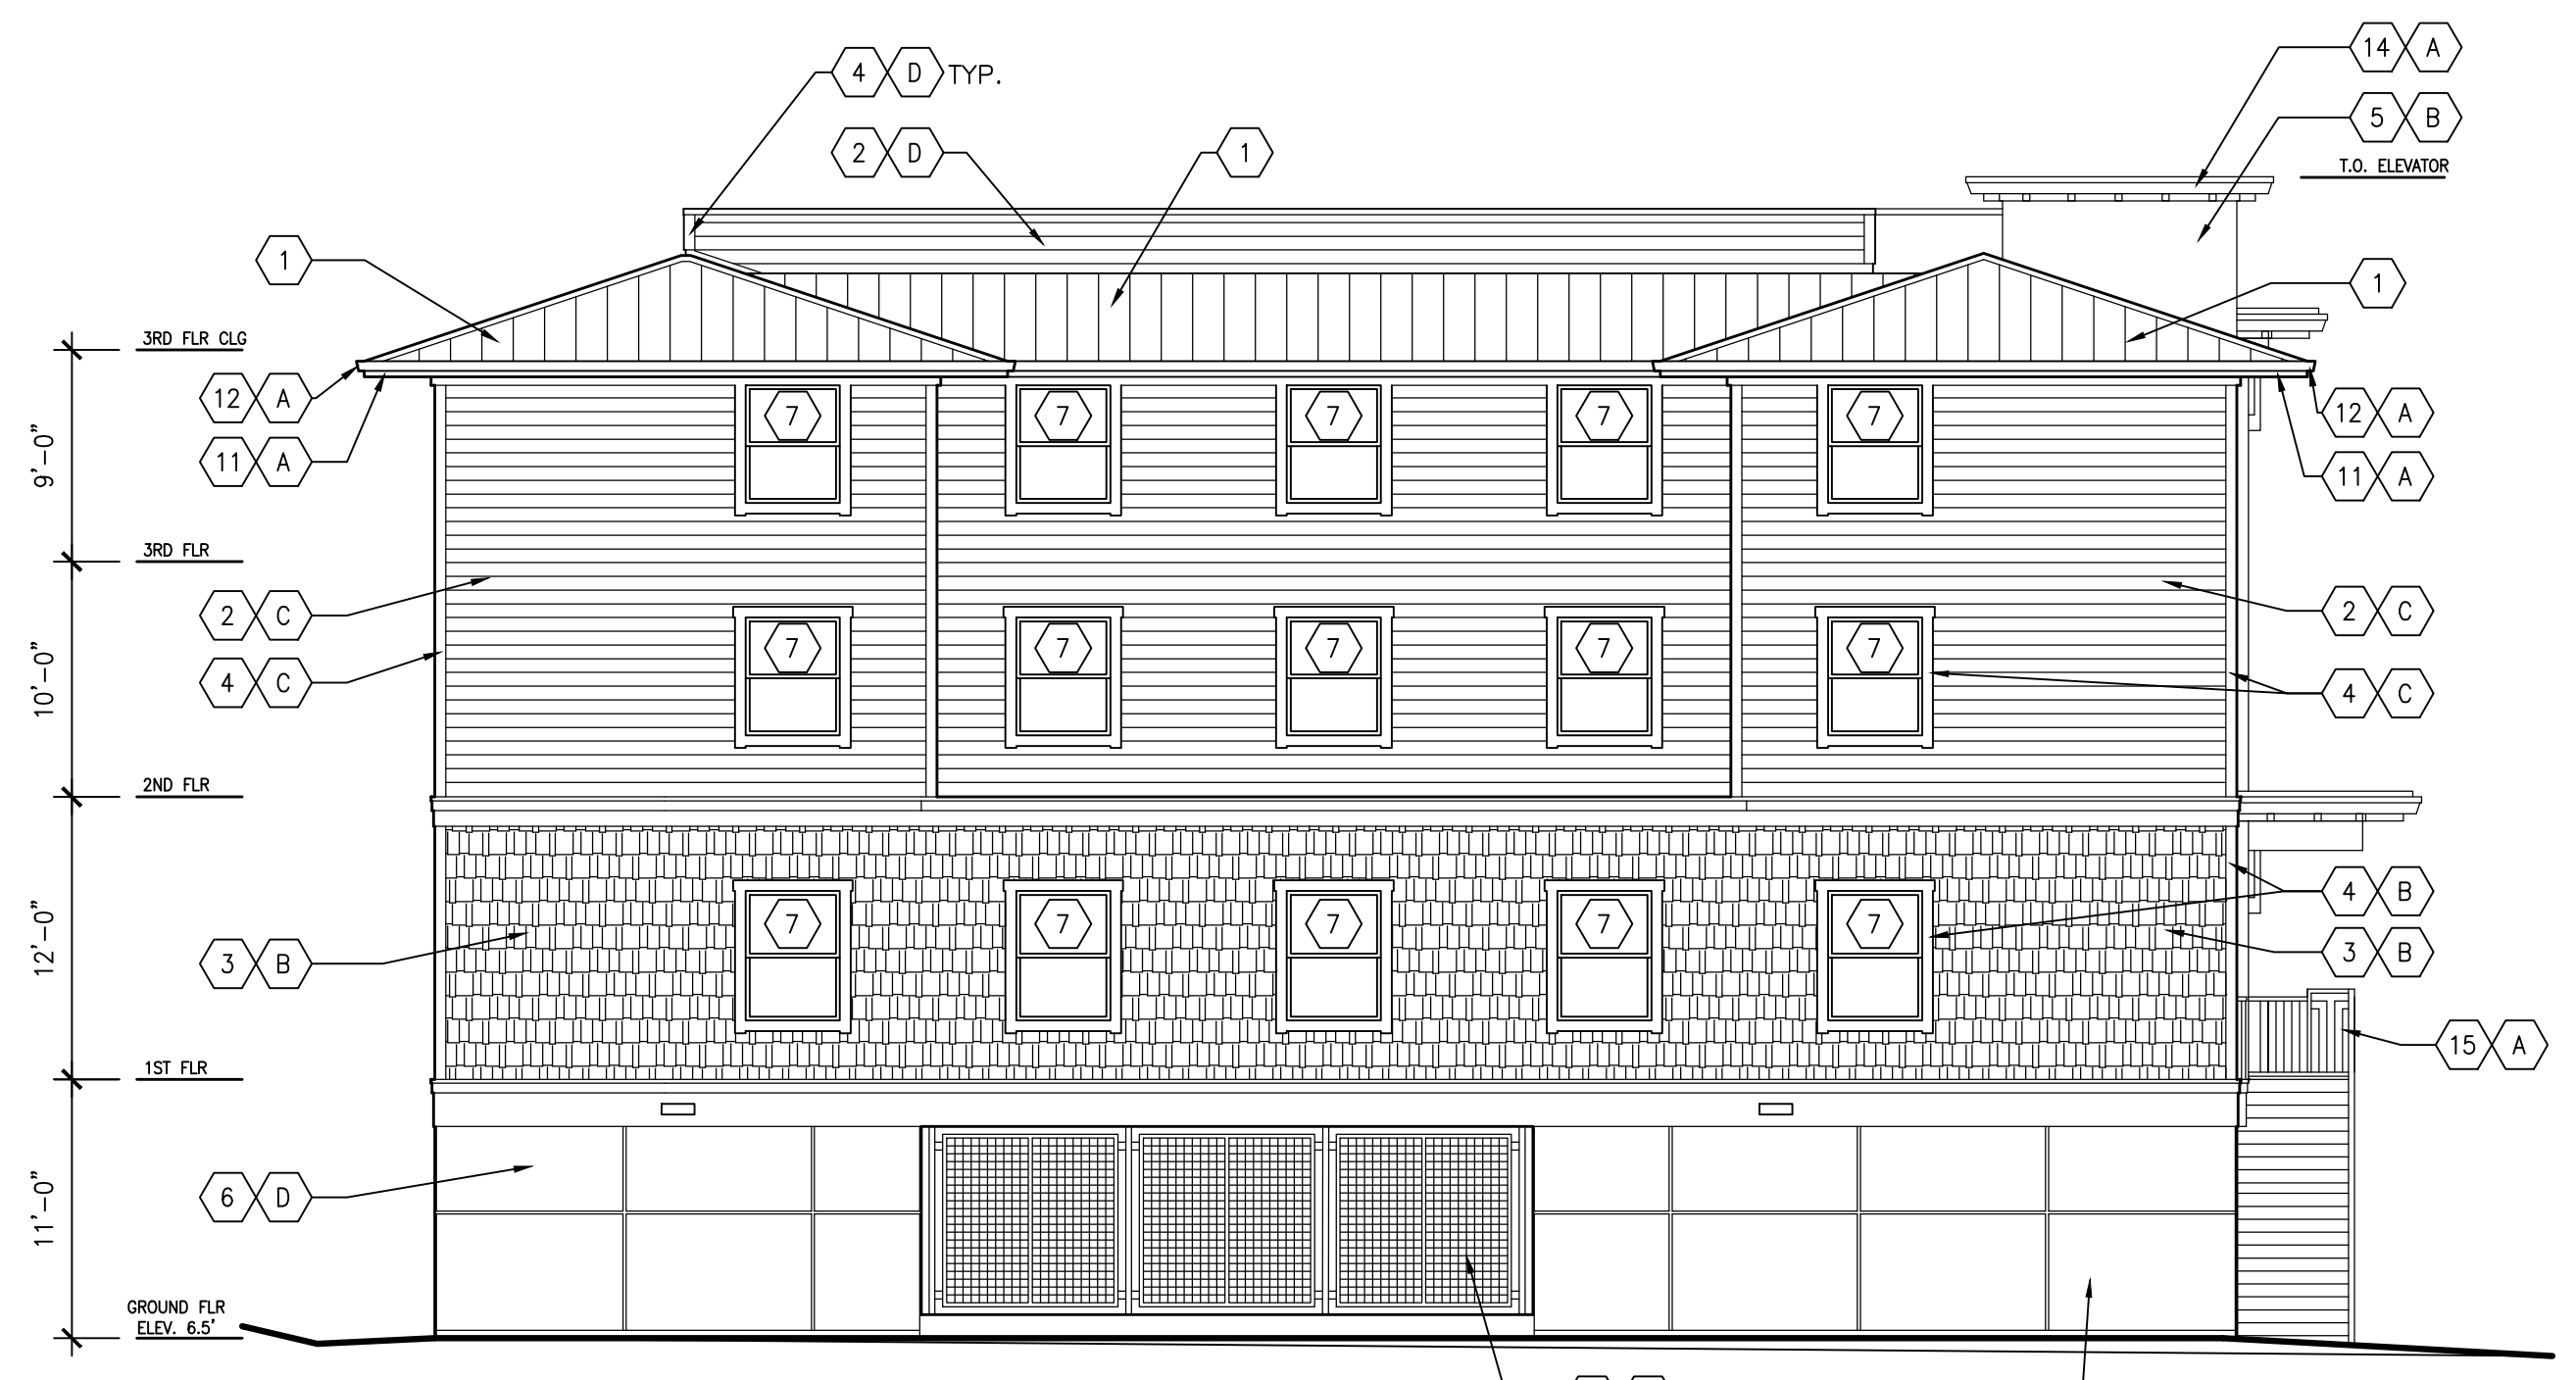 14 A
4 D TYP.
5 B
2 D
1
T.O. ELEVATOR
1
1
3RD FLR CLG
12 A
7
7
7
7
7
12 A
9'-0"
11 A
11 A
3RD FLR
2 C
2 C
7
7
7
7
7
10'-0"
4 C
4 C
2ND FLR
4 B
7
7
7
7
7
12'-0"
3 B
3 B
15 A
1ST FLR
6 D
11'-0"
GROUND FLR
ELEV. 6.5'